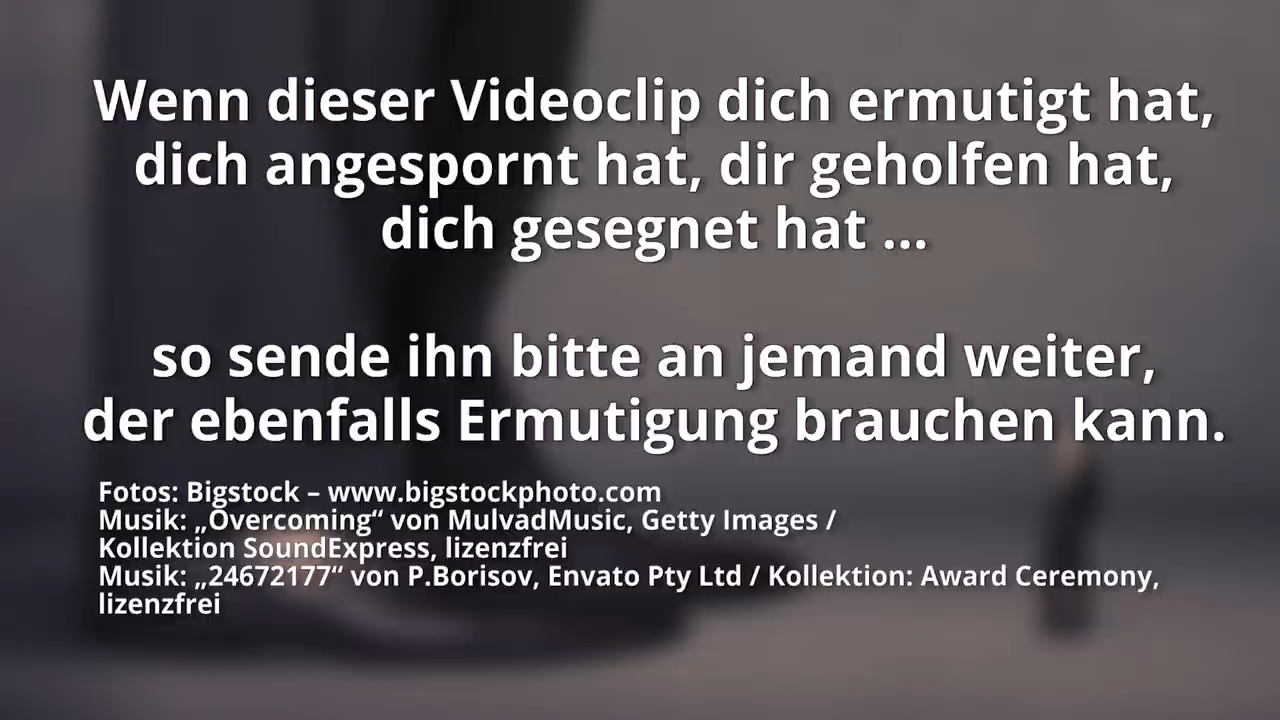 Wenn dieser Videoclip dich ermutigt hat,
dich angespornt hat, dir geholfen hat,
dich gesegnet hat ...
so sende ihn bitte an jemand weiter,
der ebenfalls Ermutigung brauchen kann.
Fotos: Bigstock – www.bigstockphoto.com
Musik: „Overcoming“ von MulvadMusic, Getty Images /
Kollektion SoundExpress, lizenzfrei
Musik: „24672177“ von P.Borisov, Envato Pty Ltd / Kollektion: Award Ceremony,
lizenzfrei